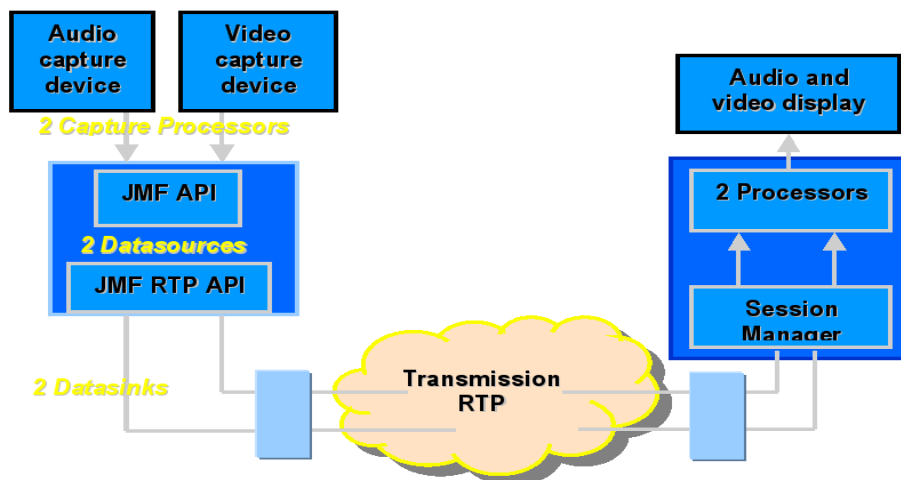 Audio
capture
device
Video
capture
device
2 Capture Processors
JMF API
2 Datasources
JMF RTP API
2 Datasinks
Transmission
RTP
Audio and
video display
2 Processors
Session
Manager